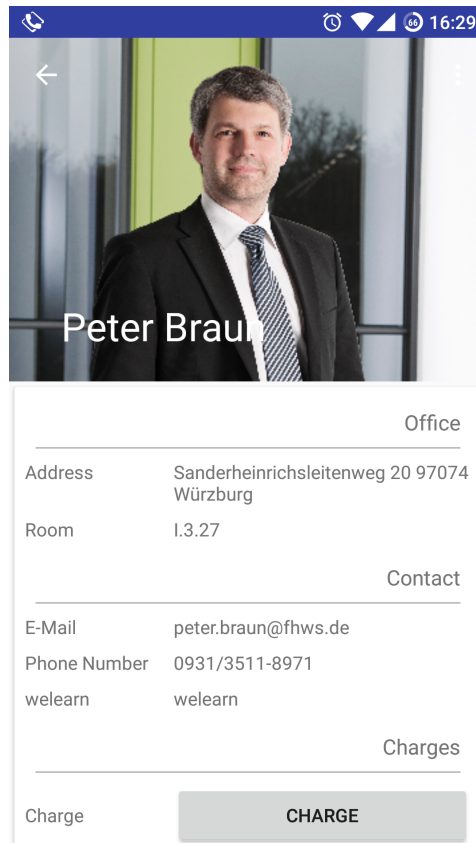 66 16:29
Peter Braun
Office
Address Sanderheinrichsleitenweg 20 97074
Würzburg
Room I.3.27
Contact
E-Mail peter.braun@fhws.de
Phone Number 0931/3511-8971
welearn welearn
Charges
Charge CHARGE